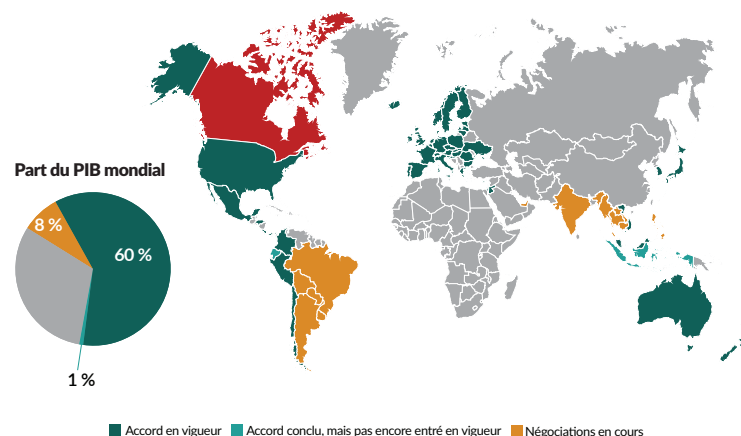 Part du PIB mondial
8 %
60 %
1 %
Accord en vigueur Accord conclu, mais pas encore entré en vigueur Négociations en cours